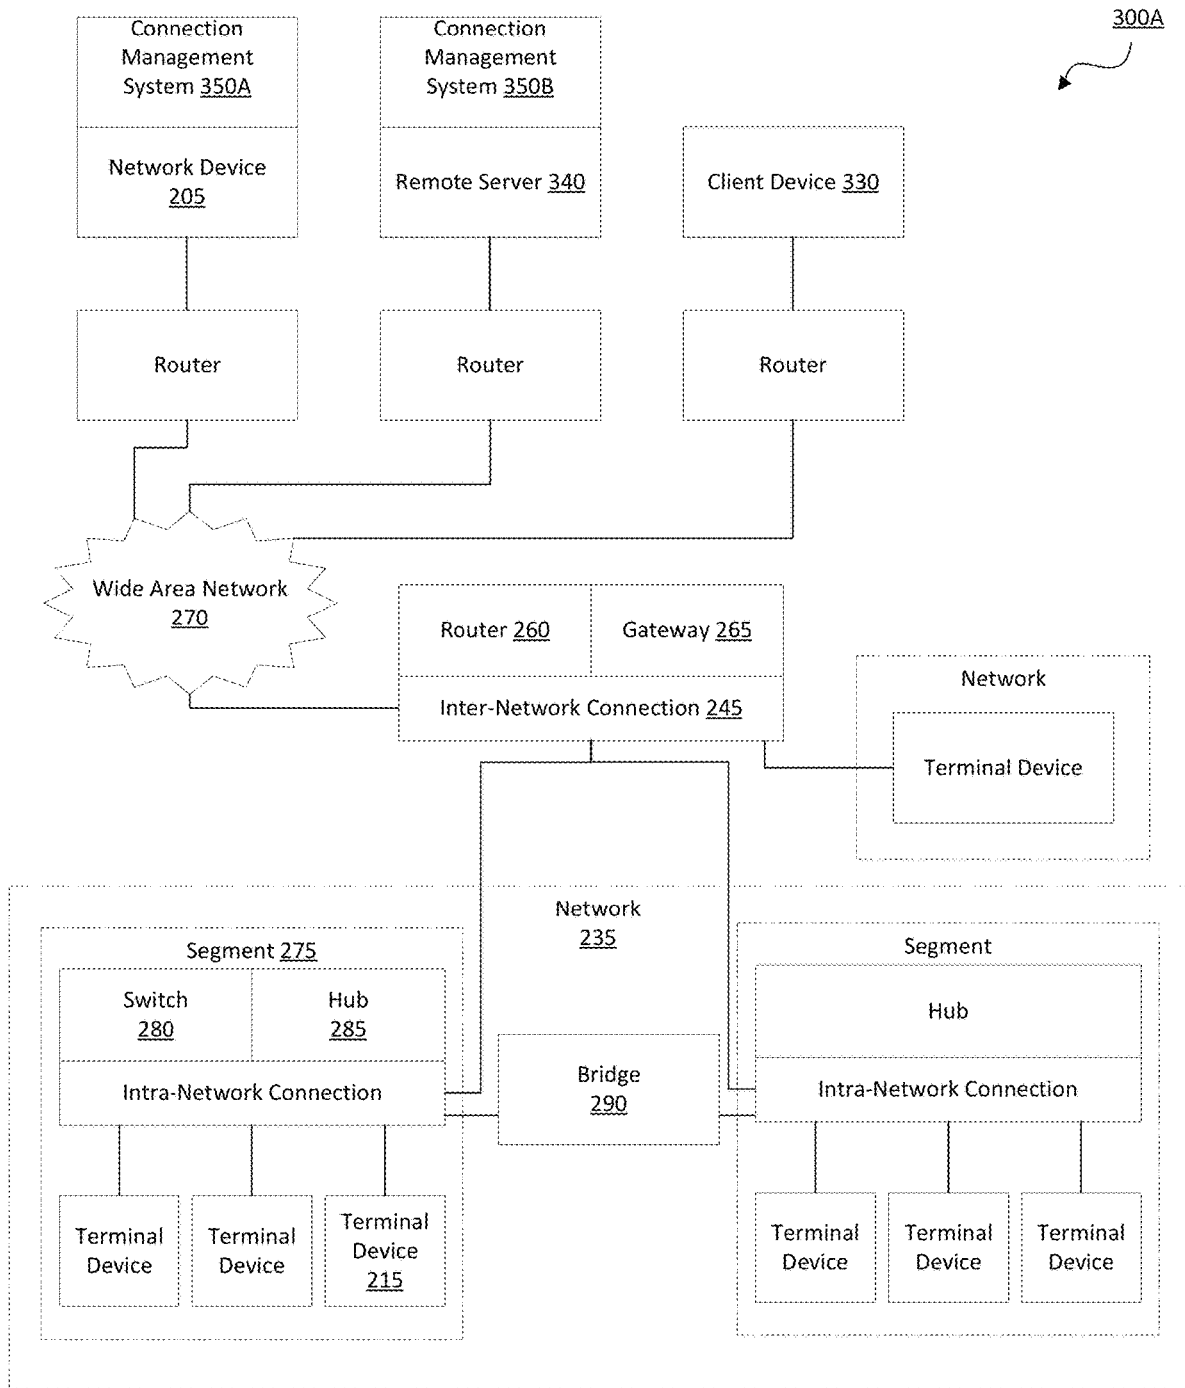 300A
Connection
Management
System 350A
Network Device
205
Connection
Management
System 350B
Remote Server 340
Client Device 330
Router
Router
Router
Wide Area Network
270
Router 260
Gateway 265
Inter-Network Connection 245
Network
Terminal Device
Network
235
Segment 275
Switch
280
Hub
285
Intra-Network Connection
Bridge
290
Segment
Hub
Intra-Network Connection
Terminal
Device
Terminal
Device
Terminal
Device
215
Terminal
Device
Terminal
Device
Terminal
Device